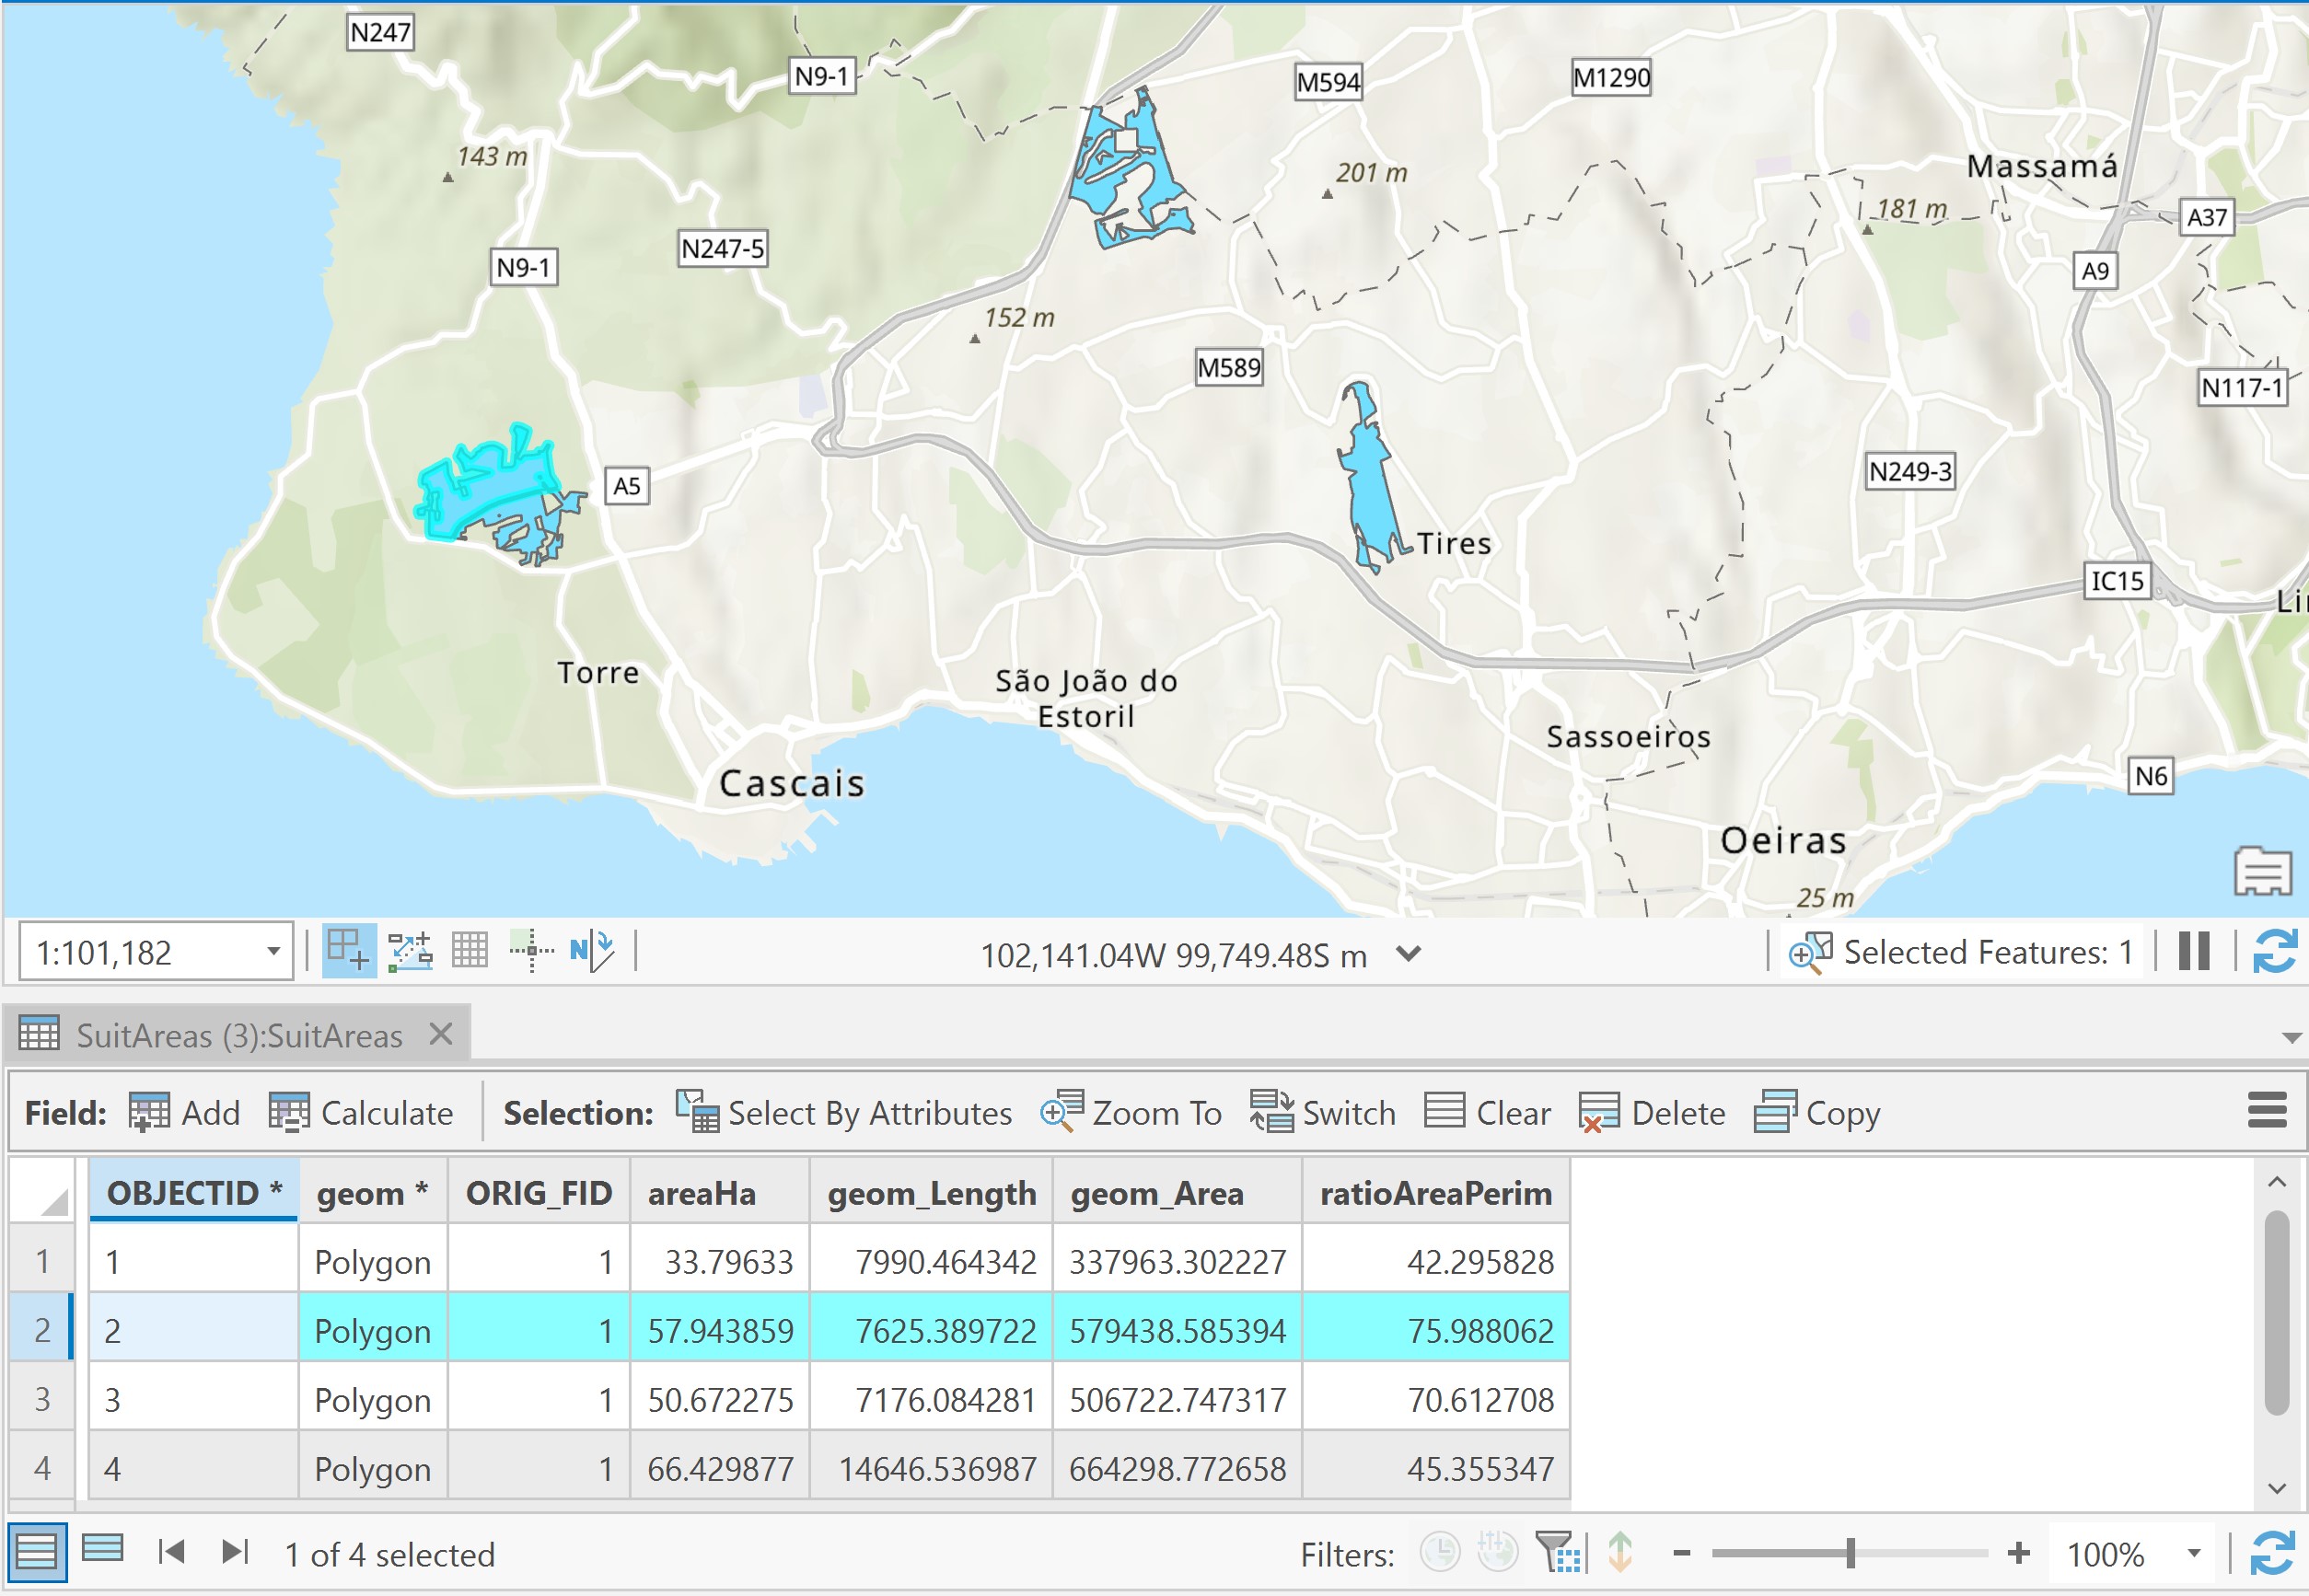 N247
N9-1
M594
M1290
143 m
201 m
Massamá
181 m
A37
N247-5
N9-1
A9
152 m
M589
N117-1
N249-3
A5
Tires
IC15
Torre
São João do
Estoril
Sassoeiros
Cascais
N6
Oeiras
25 m
1:101,182
N
102,141.04W 99,749.48S m
Selected Features: 1
SuitAreas (3):SuitAreas
Field: Add Calculate Selection: Select By Attributes Zoom To Switch Clear Delete Copy
OBJECTID * geom * ORIG_FID areaHa geom_Length geom_Area ratioAreaPerim
1 1 Polygon 1 33.79633 7990.464342 337963.302227 42.295828
2 2 Polygon 1 57.943859 7625.389722 579438.585394 75.988062
3 3 Polygon 1 50.672275 7176.084281 506722.747317 70.612708
4 4 Polygon 1 66.429877 14646.536987 664298.772658 45.355347
1 of 4 selected
Filters:
100%